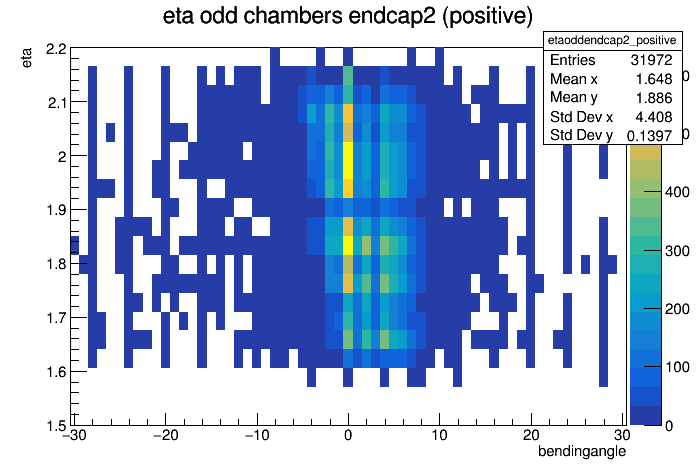 eta odd chambers endcap2 (positive)
etaoddendcap2_positive
Entries 31972
Mean x 1.648
Mean y 1.886
Std Dev x 4.408
Std Dev y 0.1397
eta
2.2
2.1
2
1.9
1.8
1.7
1.6
1.5
−30
−20
−10
0
10
20
30
bendingangle
0
0
400
300
200
100
0